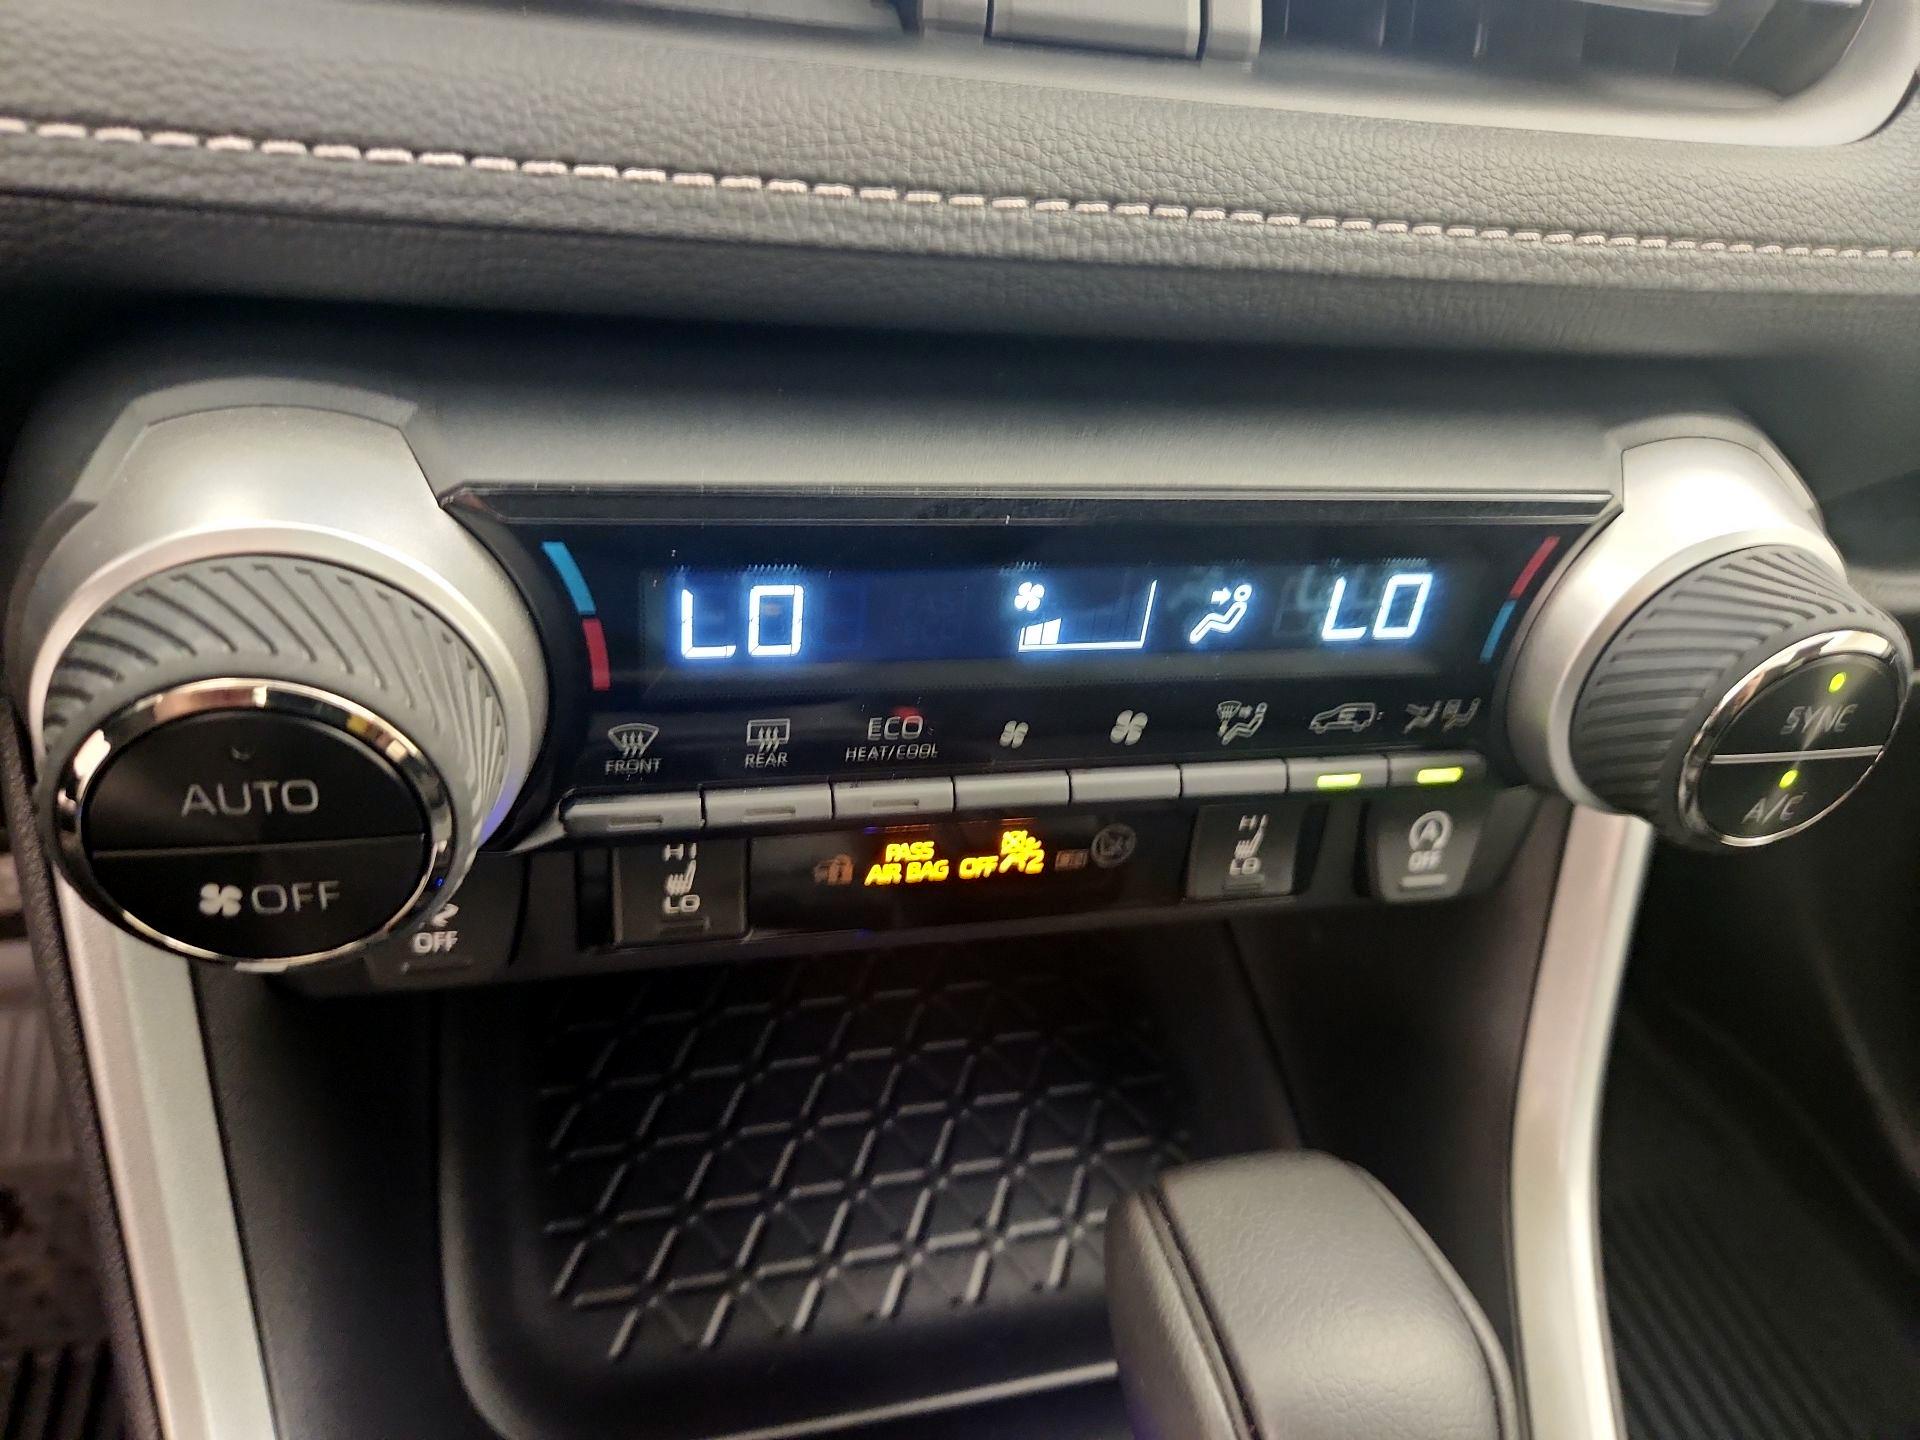 LO LO
FRONT
REAR
ECO
HEAT/COOL
SYNC
A/C
AUTO
OFF
OFF
HI
LO
PASS
AIR BAG OFF 2
HI
LO
A
OFF